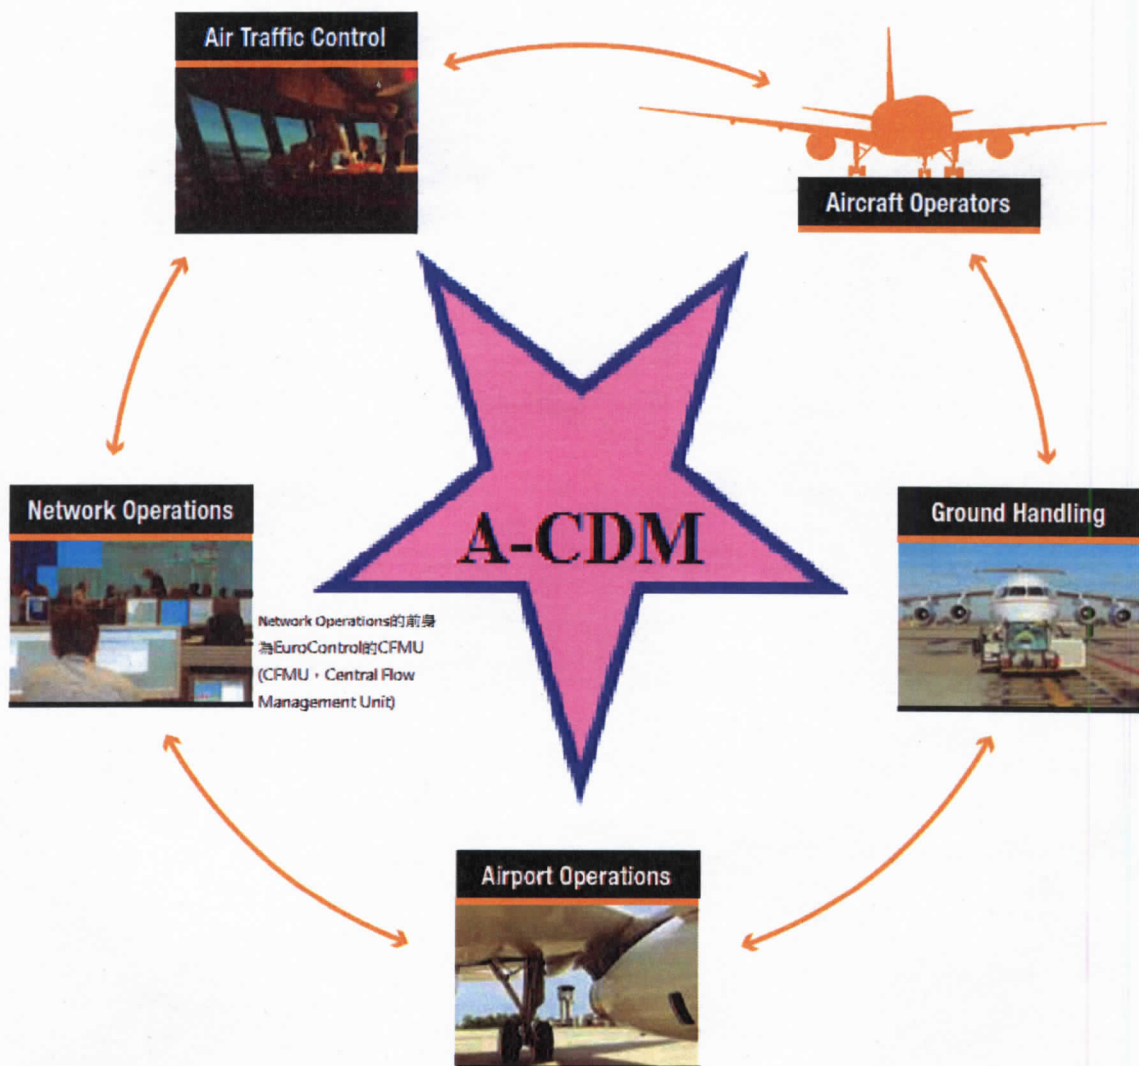 Air Traffic Control
Aircraft Operators
Network Operations
Ground Handling
A-CDM
Network Operations的前身
為EuroControl的CFMU
(CFMU，Central Flow
Management Unit)
Airport Operations